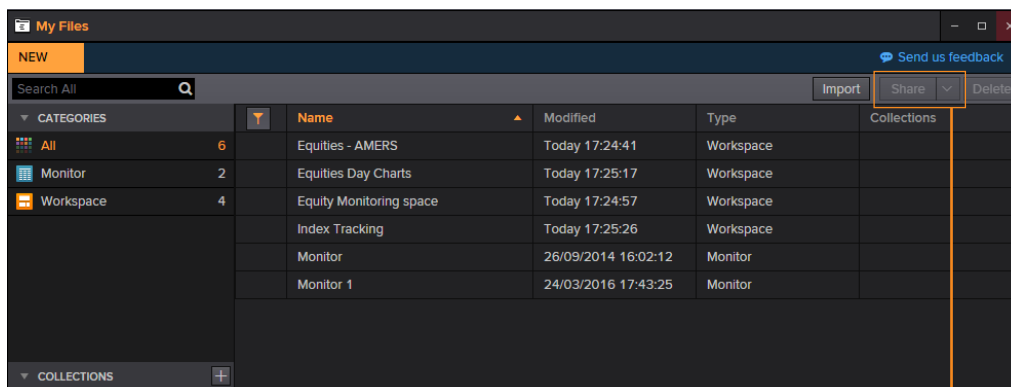 My Files
NEW
Send us feedback
Search All
Import Share Delete
CATEGORIES
Name Modified Type Collections
All 6
Equities - AMERS Today 17:24:41 Workspace
Monitor 2
Equities Day Charts Today 17:25:17 Workspace
Workspace 4
Equity Monitoring space Today 17:24:57 Workspace
Index Tracking Today 17:25:26 Workspace
Monitor 26/09/2014 16:02:12 Monitor
Monitor 1 24/03/2016 17:43:25 Monitor
COLLECTIONS